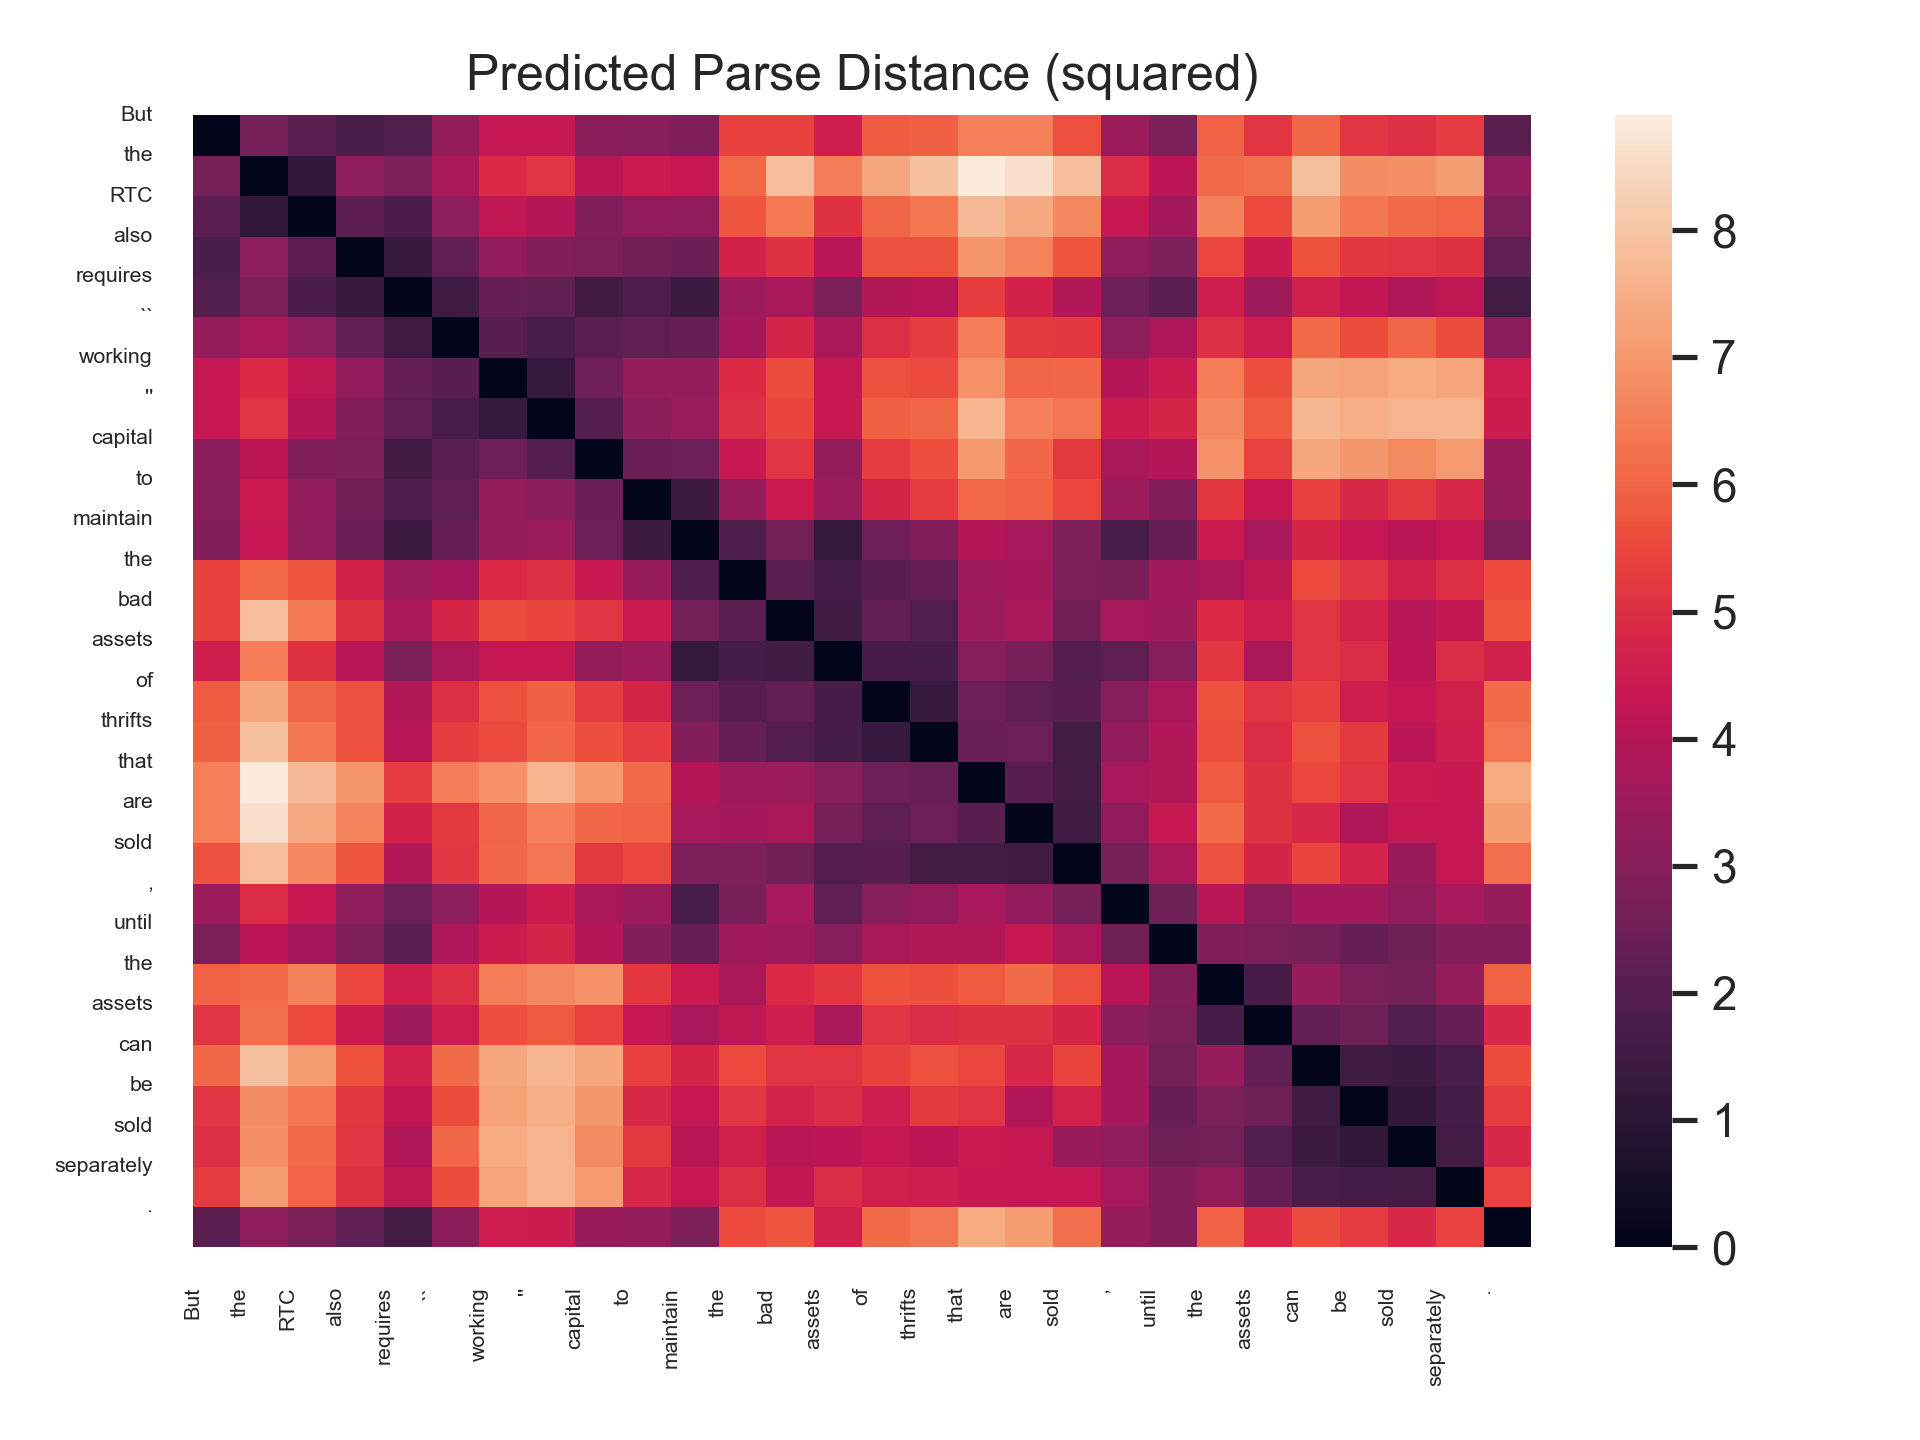 Predicted Parse Distance (squared)
But
the
RTC
also
requires
``
working
''
capital
to
maintain
the
bad
assets
of
thrifts
that
are
sold
,
until
the
assets
can
be
sold
separately
.
8
7
6
5
4
3
2
1
0
But
the
RTC
also
requires
``
working
''
capital
to
maintain
the
bad
assets
of
thrifts
that
are
sold
,
until
the
assets
can
be
sold
separately
.